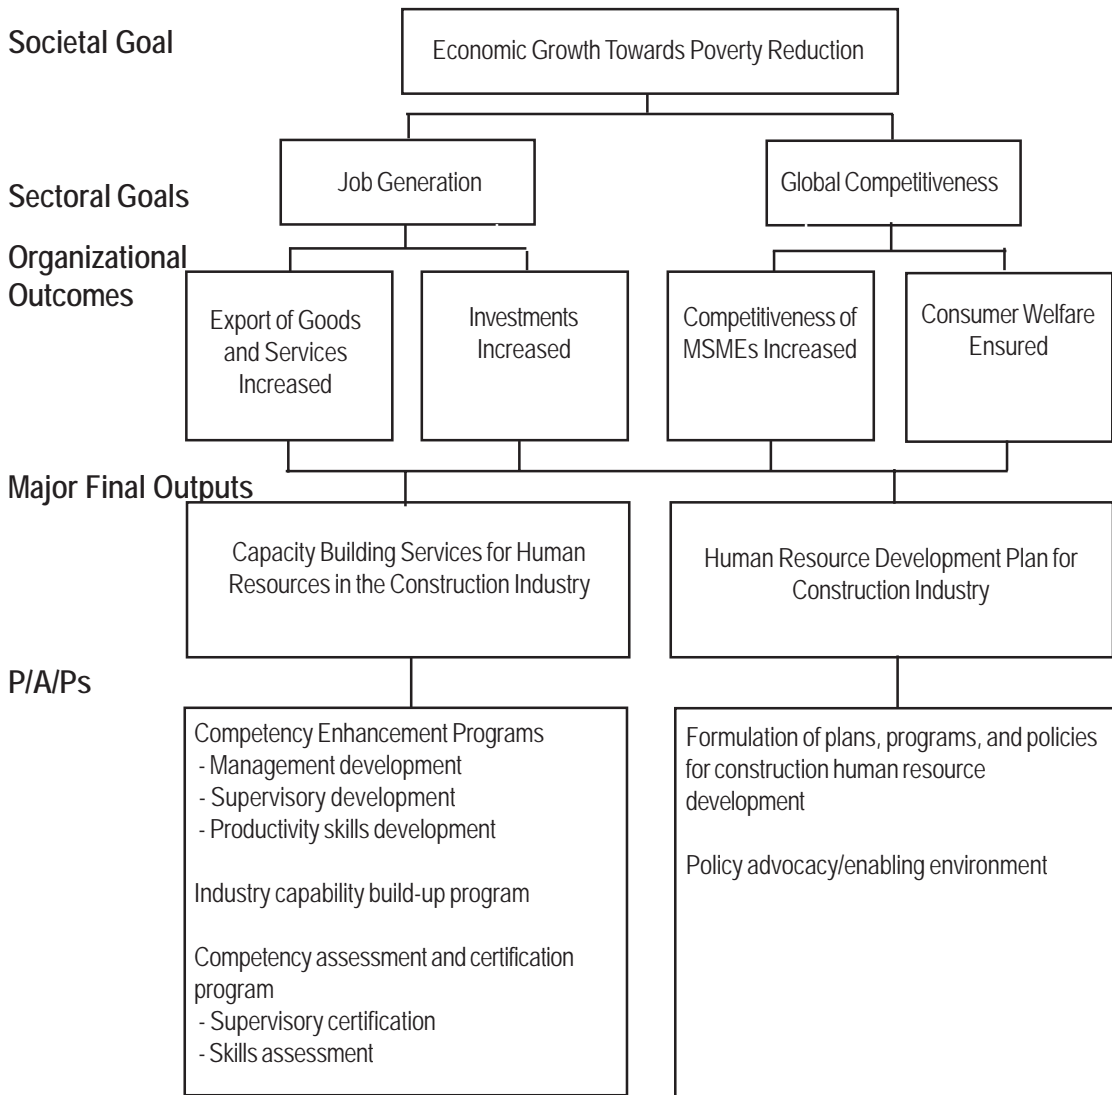 Societal Goal
Economic Growth Towards Poverty Reduction
Sectoral Goals
Job Generation
Global Competitiveness
Organizational
Outcomes
Export of Goods
and Services
Increased
Investments
Increased
Competitiveness of
MSMEs Increased
Consumer Welfare
Ensured
Major Final Outputs
Capacity Building Services for Human
Resources in the Construction Industry
Human Resource Development Plan for
Construction Industry
P/A/Ps
Competency Enhancement Programs
- Management development
- Supervisory development
- Productivity skills development
Industry capability build-up program
Competency assessment and certification
program
- Supervisory certification
- Skills assessment
Formulation of plans, programs, and policies
for construction human resource
development
Policy advocacy/enabling environment